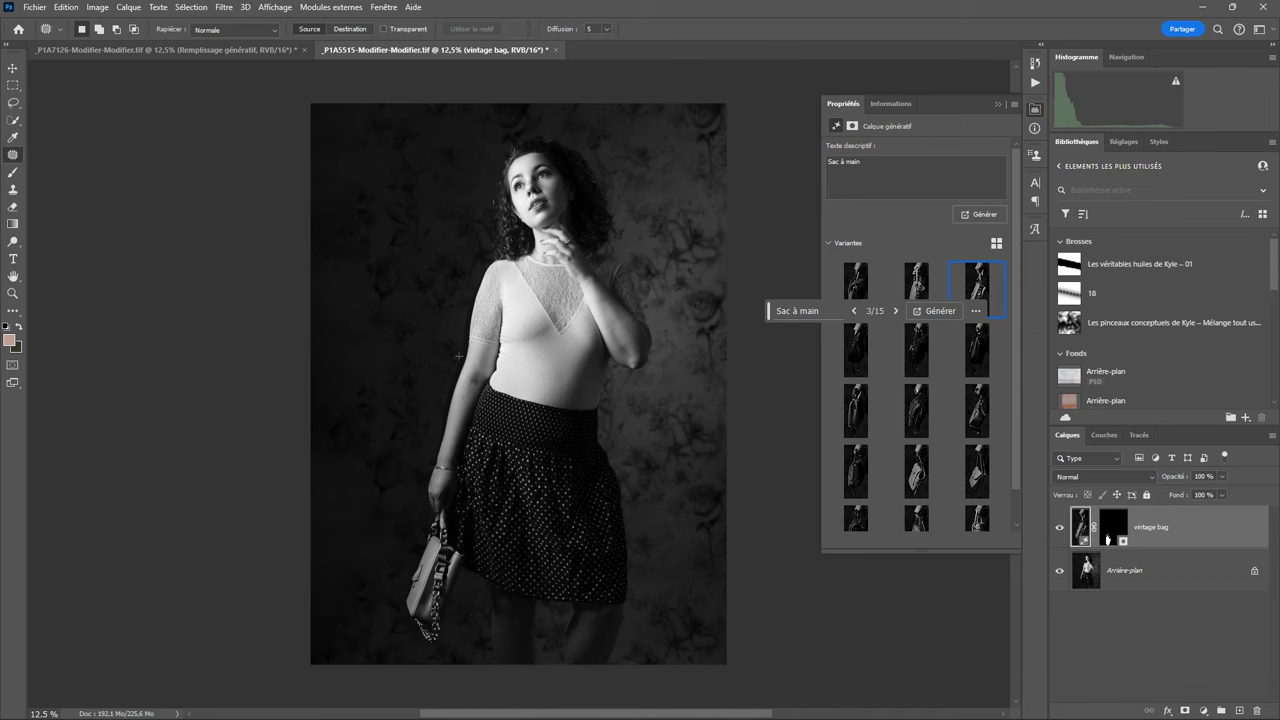 Ps Fichier Edition Image Calque Texte Sélection Filtre 3D Affichage Modules externes Fenêtre Aide
Rapiécer : Normale Source Destination Transparent Utiliser le motif Diffusion : 5 Partager
_P1A7126-Modifier-Modifier.tif @ 12,5% (Remplissage génératif, RVB/16*) * × _P1A5515-Modifier-Modifier.tif @ 12,5% (vintage bag, RVB/16*) * ×
Histogramme Navigation
Propriétés Informations
Calque génératif
Texte descriptif :
Sac à main
Générer
Variantes
Sac à main 3/15 Générer
Bibliothèques Réglages Styles
ELEMENTS LES PLUS UTILISÉS
Bibliothèque active
Brosses
Les véritables huiles de Kyle – 01
18
Les pinceaux conceptuels de Kyle – Mélange tout us...
Fonds
Arrière-plan
PSD
Arrière-plan
Calques Couches Tracés
Type
Normal Opacité : 100 %
Verrou : Fond : 100 %
vintage bag
Arrière-plan
12.5 % Doc : 192,1 Mo/225,6 Mo